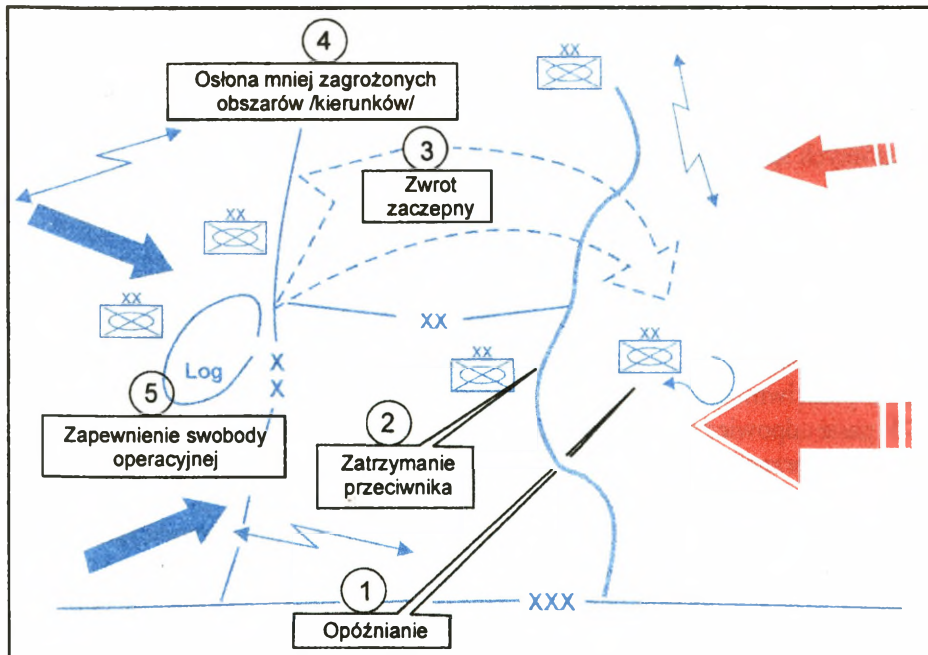 4
Osłona mniej zagrożonych
obszarów /kierunków/
XX
3
Zwrot
zaczepny
XX
XX
XX
XX
XX
Log
X
X
5
Zapewnienie swobody
operacyjnej
2
Zatrzymanie
przeciwnika
1
Opóźnianie
XXX